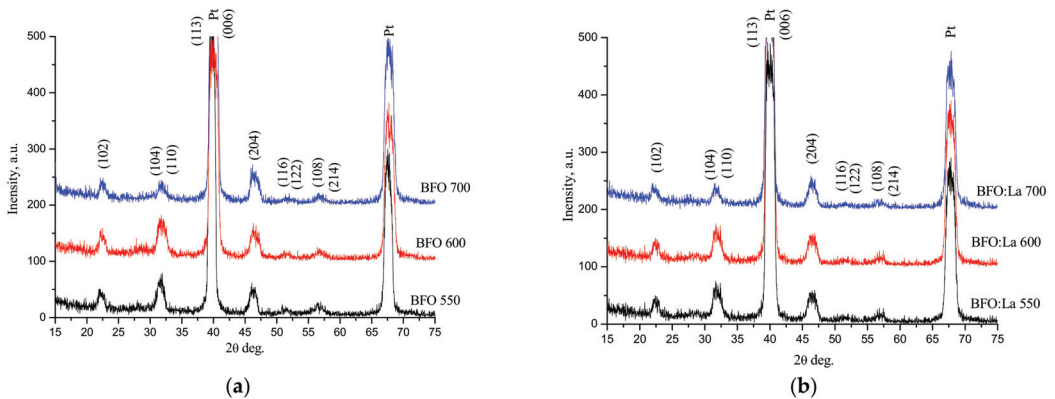 (113)
Pt
(006)
Pt
500
400
300
200
100
0
Inensity, a.u.
(102)
(104)
(110)
(204)
(116)
(122)
(108)
(214)
BFO 700
BFO 600
BFO 550
15 20 25 30 35 40 45 50 55 60 65 70 75
2θ deg.
(a)
(113)
Pt
(006)
Pt
500
400
300
200
100
0
Inensity, a.u.
(102)
(104)
(110)
(204)
(116)
(122)
(108)
(214)
BFO:La 700
BFO:La 600
BFO:La 550
15 20 25 30 35 40 45 50 55 60 65 70 75
2θ deg.
(b)